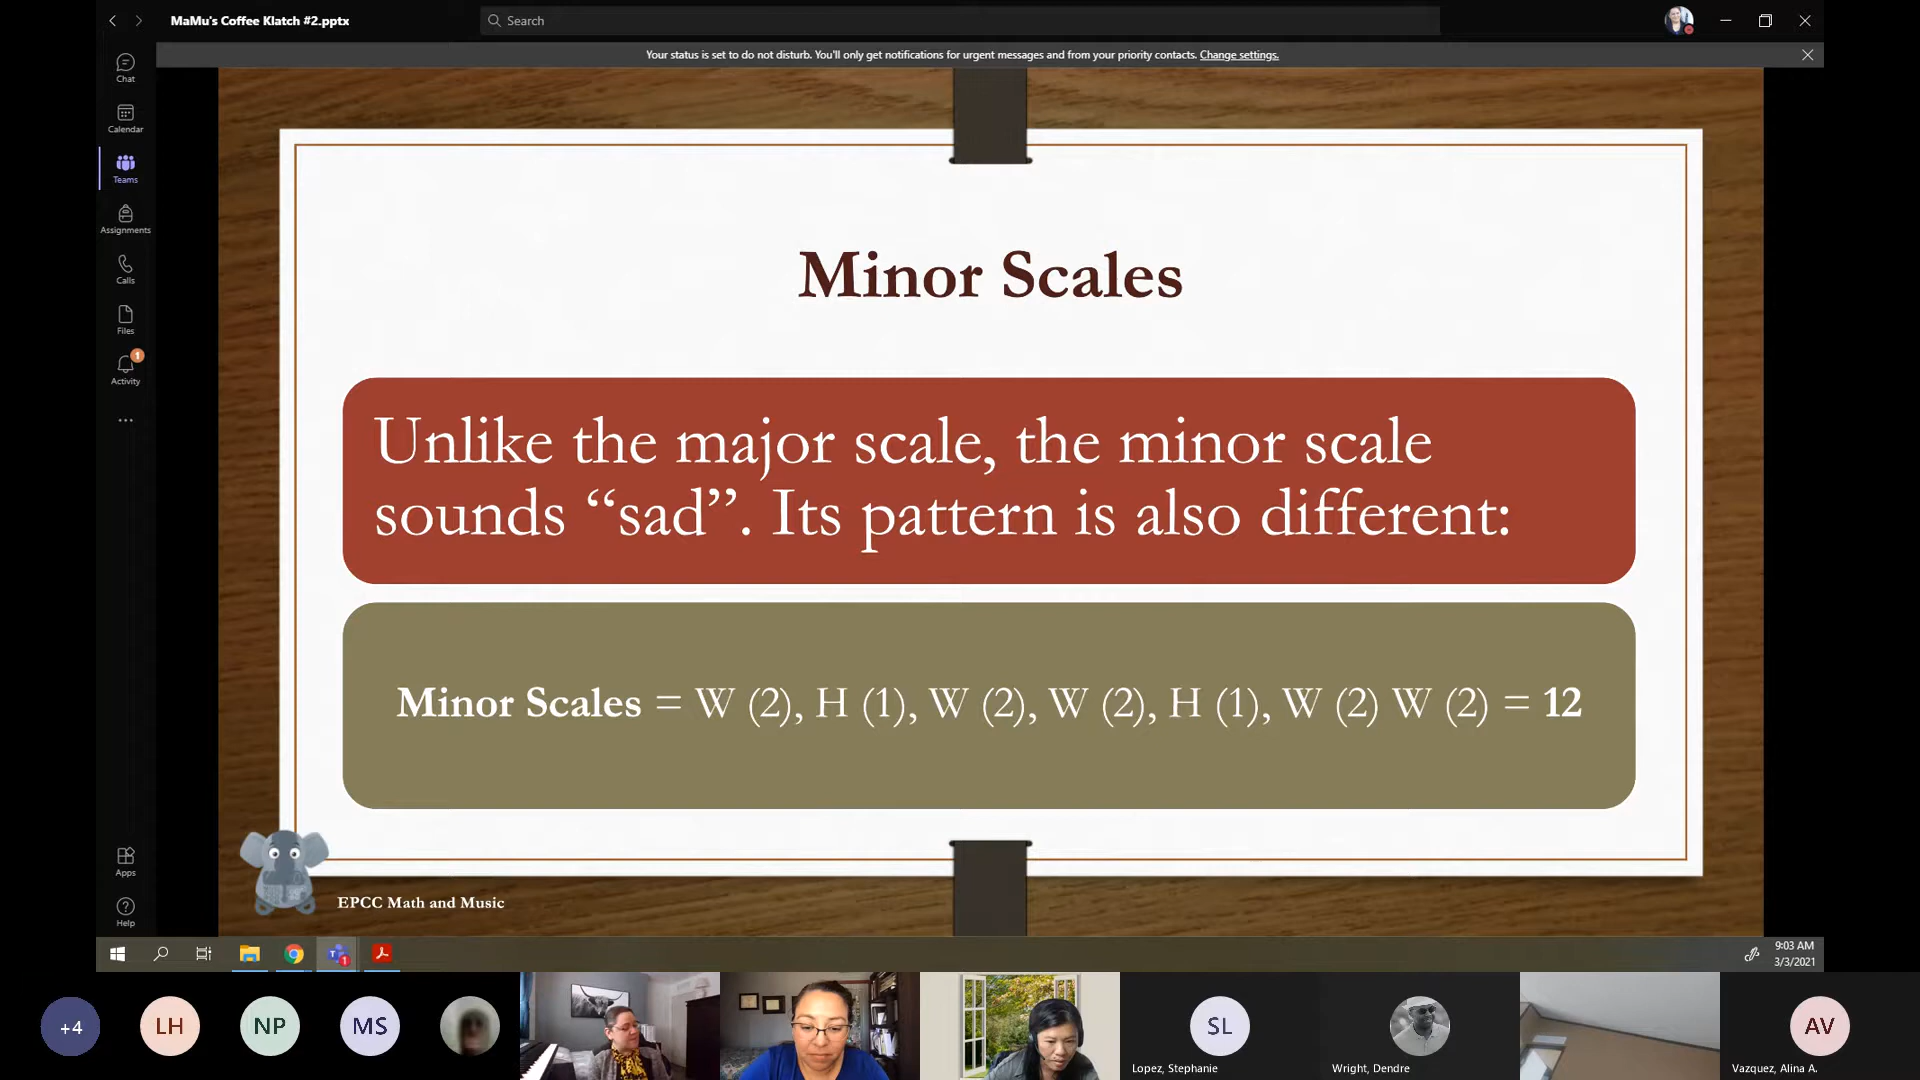 MaMu's Coffee Klatch #2.pptx
Search
Your status is set to do not disturb. You'll only get notifications for urgent messages and from your priority contacts. Change settings.
Chat
Calendar
Teams
Assignments
Calls
Files
1
Activity
Apps
Help
Minor Scales
Unlike the major scale, the minor scale
sounds “sad”. Its pattern is also different:
Minor Scales = W (2), H (1), W (2), W (2), H (1), W (2) W (2) = 12
EPCC Math and Music
1
9:03 AM
3/3/2021
+4
LH
NP
MS
SL
AV
Lopez, Stephanie
Wright, Dendre
Vazquez, Alina A.